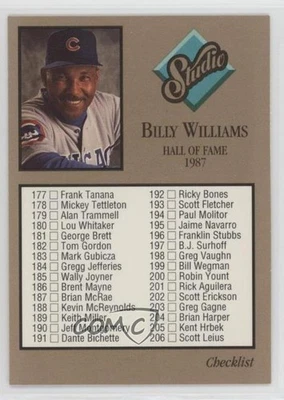 Studio
BILLY WILLIAMS
HALL OF FAME
1987
177 Frank Tanana
178 Mickey Tettleton
179 Alan Trammell
180 Lou Whitaker
181 George Brett
182 Tom Gordon
183 Mark Gubicza
184 Gregg Jefferies
185 Wally Joyner
186 Brent Mayne
187 Brian McRae
188 Kevin McReynolds
189 Keith Miller
190 Jeff Montgomery
191 Dante Bichette
192 Ricky Bones
193 Scott Fletcher
194 Paul Molitor
195 Jaime Navarro
196 Franklin Stubbs
197 B.J. Surhoff
198 Greg Vaughn
199 Bill Wegman
200 Robin Yount
201 Rick Aguilera
202 Scott Erickson
203 Greg Gagne
204 Brian Harper
205 Kent Hrbek
206 Scott Leius
Checklist